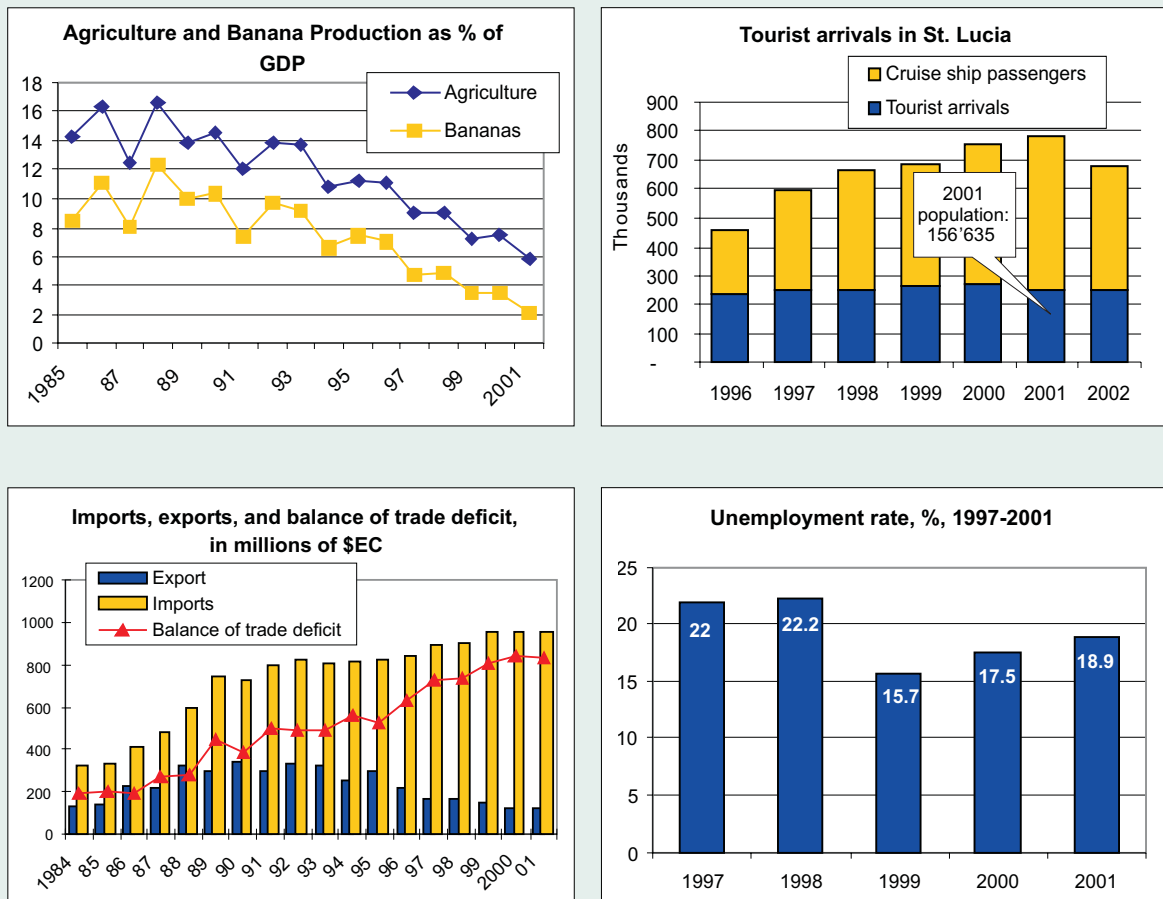 Agriculture and Banana Production as % of
GDP
Agriculture
Bananas
18
16
14
12
10
8
6
4
2
0
1985 87 89 91 93 95 97 99 2001
Tourist arrivals in St. Lucia
Cruise ship passengers
Tourist arrivals
Thousands
900
800
700
600
500
400
300
200
100
-
2001
population:
156'635
1996 1997 1998 1999 2000 2001 2002
Imports, exports, and balance of trade deficit,
in millions of $EC
Export
Imports
Balance of trade deficit
1200
1000
800
600
400
200
0
1984 85 86 87 88 89 90 91 92 93 94 95 96 97 98 99 2000 01
Unemployment rate, %, 1997-2001
25
20
15
10
5
0
22 22.2 15.7 17.5 18.9
1997 1998 1999 2000 2001